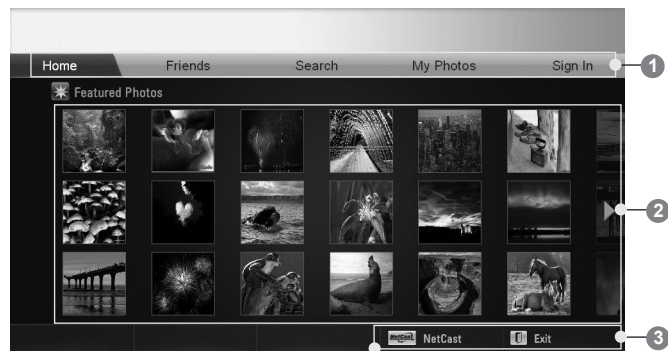 Home Friends Search My Photos Sign In
1
Featured Photos
2
NetCast NetCast Exit
3